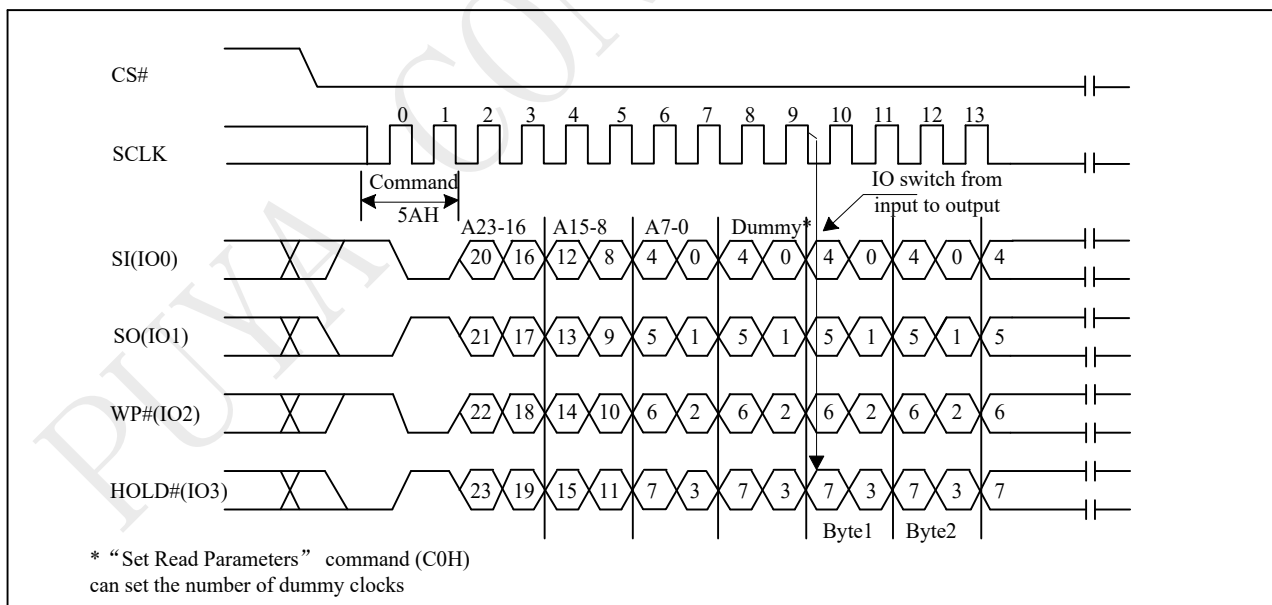 PUYA CON
CS#
0 1 2 3 4 5 6 7 8 9 10 11 12 13
SCLK
Command
5AH
IO switch from
input to output
A23-16 A15-8 A7-0 Dummy*
SI(IO0) 20 16 12 8 4 0 4 0 4 0 4 0 4
SO(IO1) 21 17 13 9 5 1 5 1 5 1 5 1 5
WP#(IO2) 22 18 14 10 6 2 6 2 6 2 6 2 6
HOLD#(IO3) 23 19 15 11 7 3 7 3 7 3 7 3 7
Byte1 Byte2
* “Set Read Parameters” command (C0H)
can set the number of dummy clocks